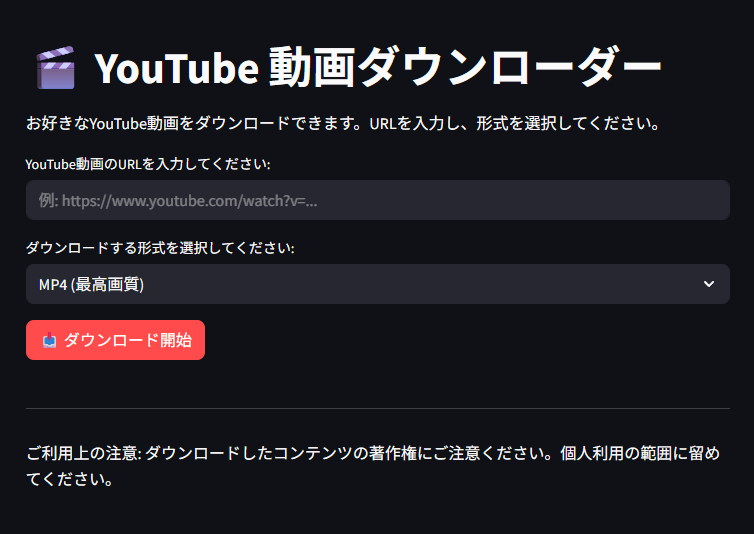 YouTube 動画ダウンローダー
お好きなYouTube動画をダウンロードできます。URLを入力し、形式を選択してください。
YouTube動画のURLを入力してください:
例: https://www.youtube.com/watch?v=...
ダウンロードする形式を選択してください:
MP4 (最高画質)
ダウンロード開始
ご利用上の注意: ダウンロードしたコンテンツの著作権にご注意ください。個人利用の範囲に留め
てください。